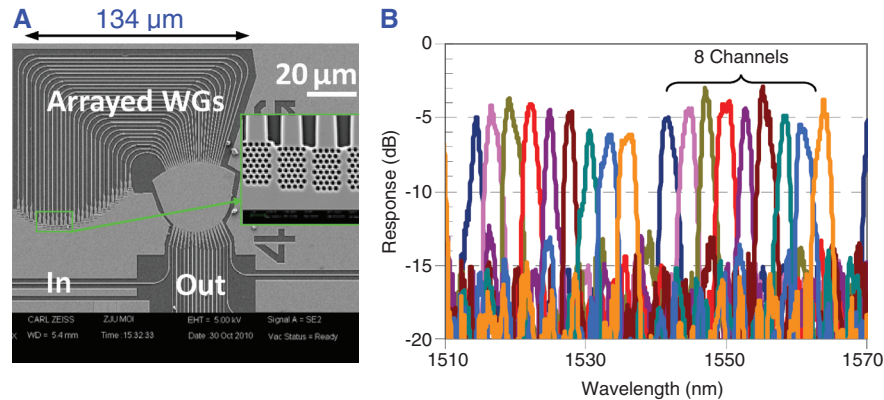 A
134 µm
20 µm
Arrayed WGs
In
Out
CARL ZEISS ZJU MOI EHT = 5.00 kV Signal A = SE2
WD = 5.4 mm Time :15:32:33 Date :30 Oct 2010 Vac Status = Ready
B
8 Channels
Response (dB)
0
-5
-10
-15
-20
1510 1530 1550 1570
Wavelength (nm)